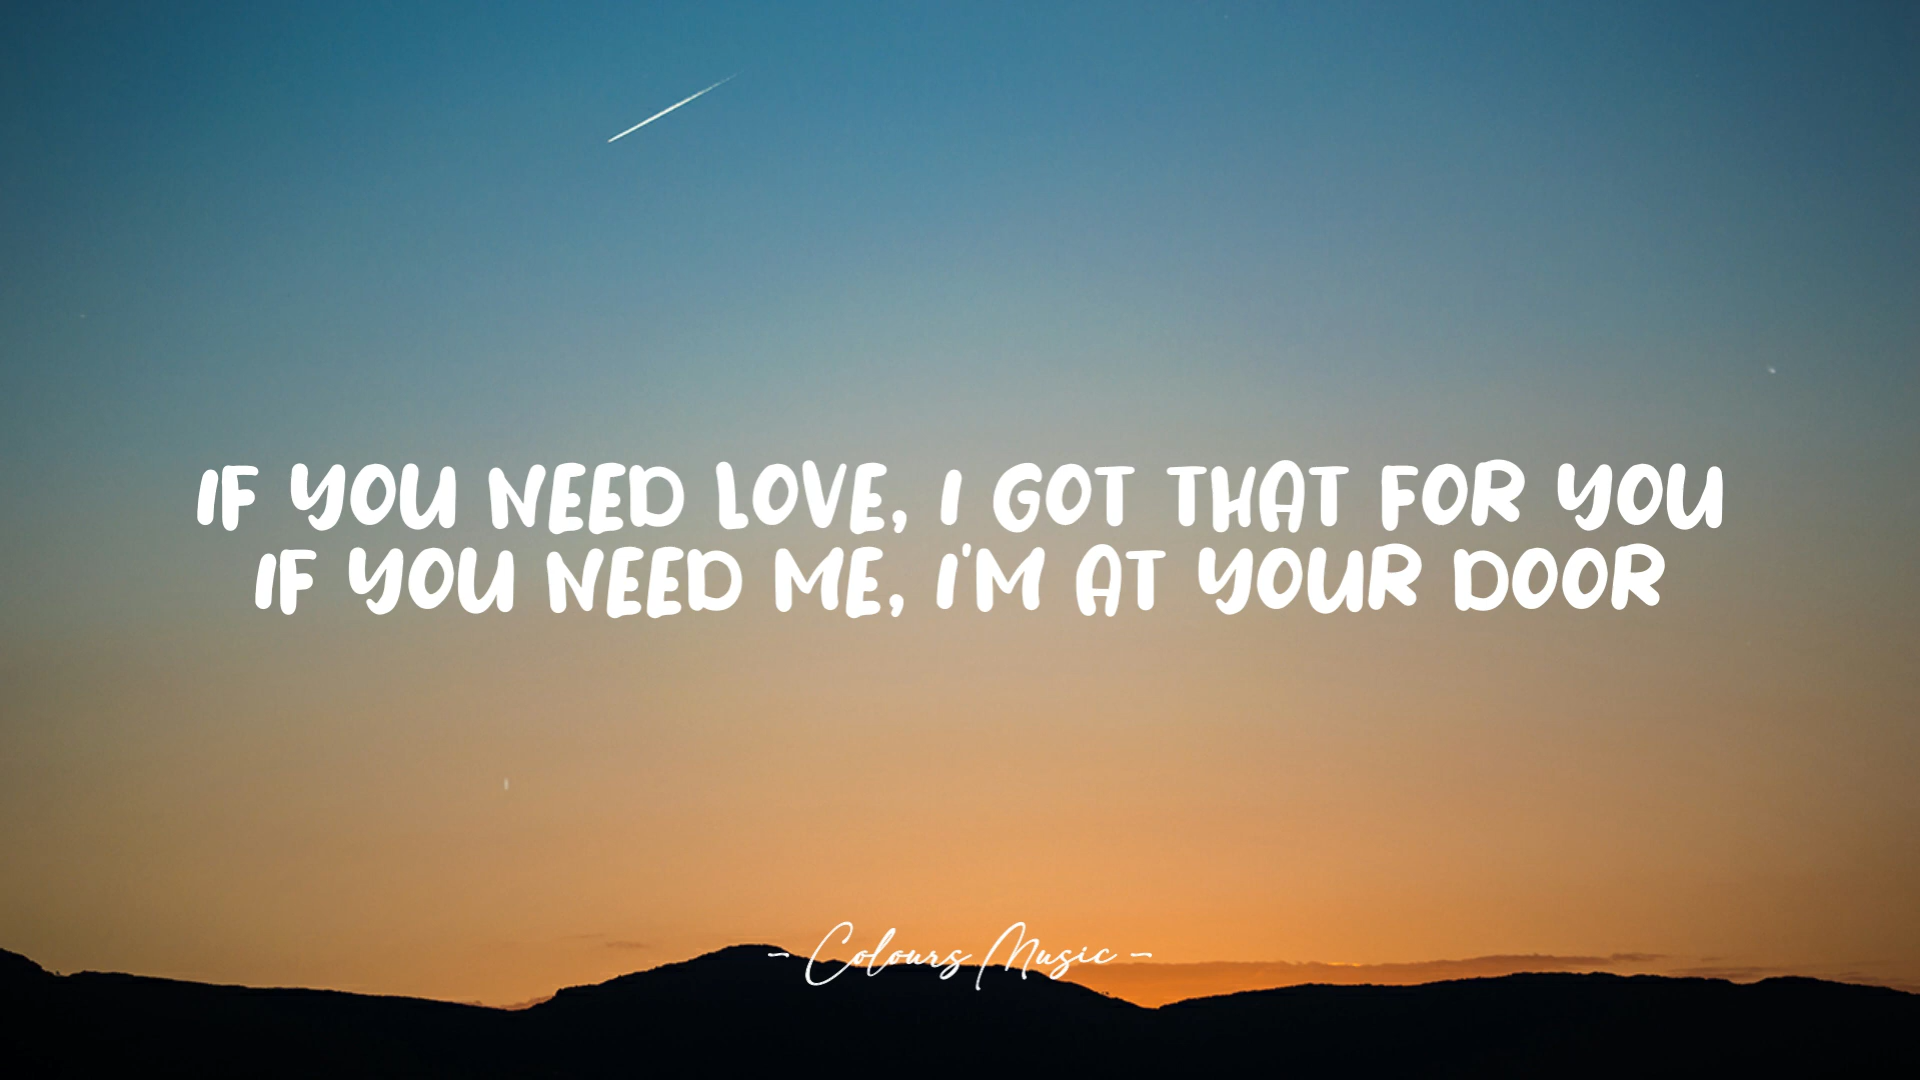 IF YOU NEED LOVE, I GOT THAT FOR YOU
IF YOU NEED ME, I'M AT YOUR DOOR
- Colours Music -